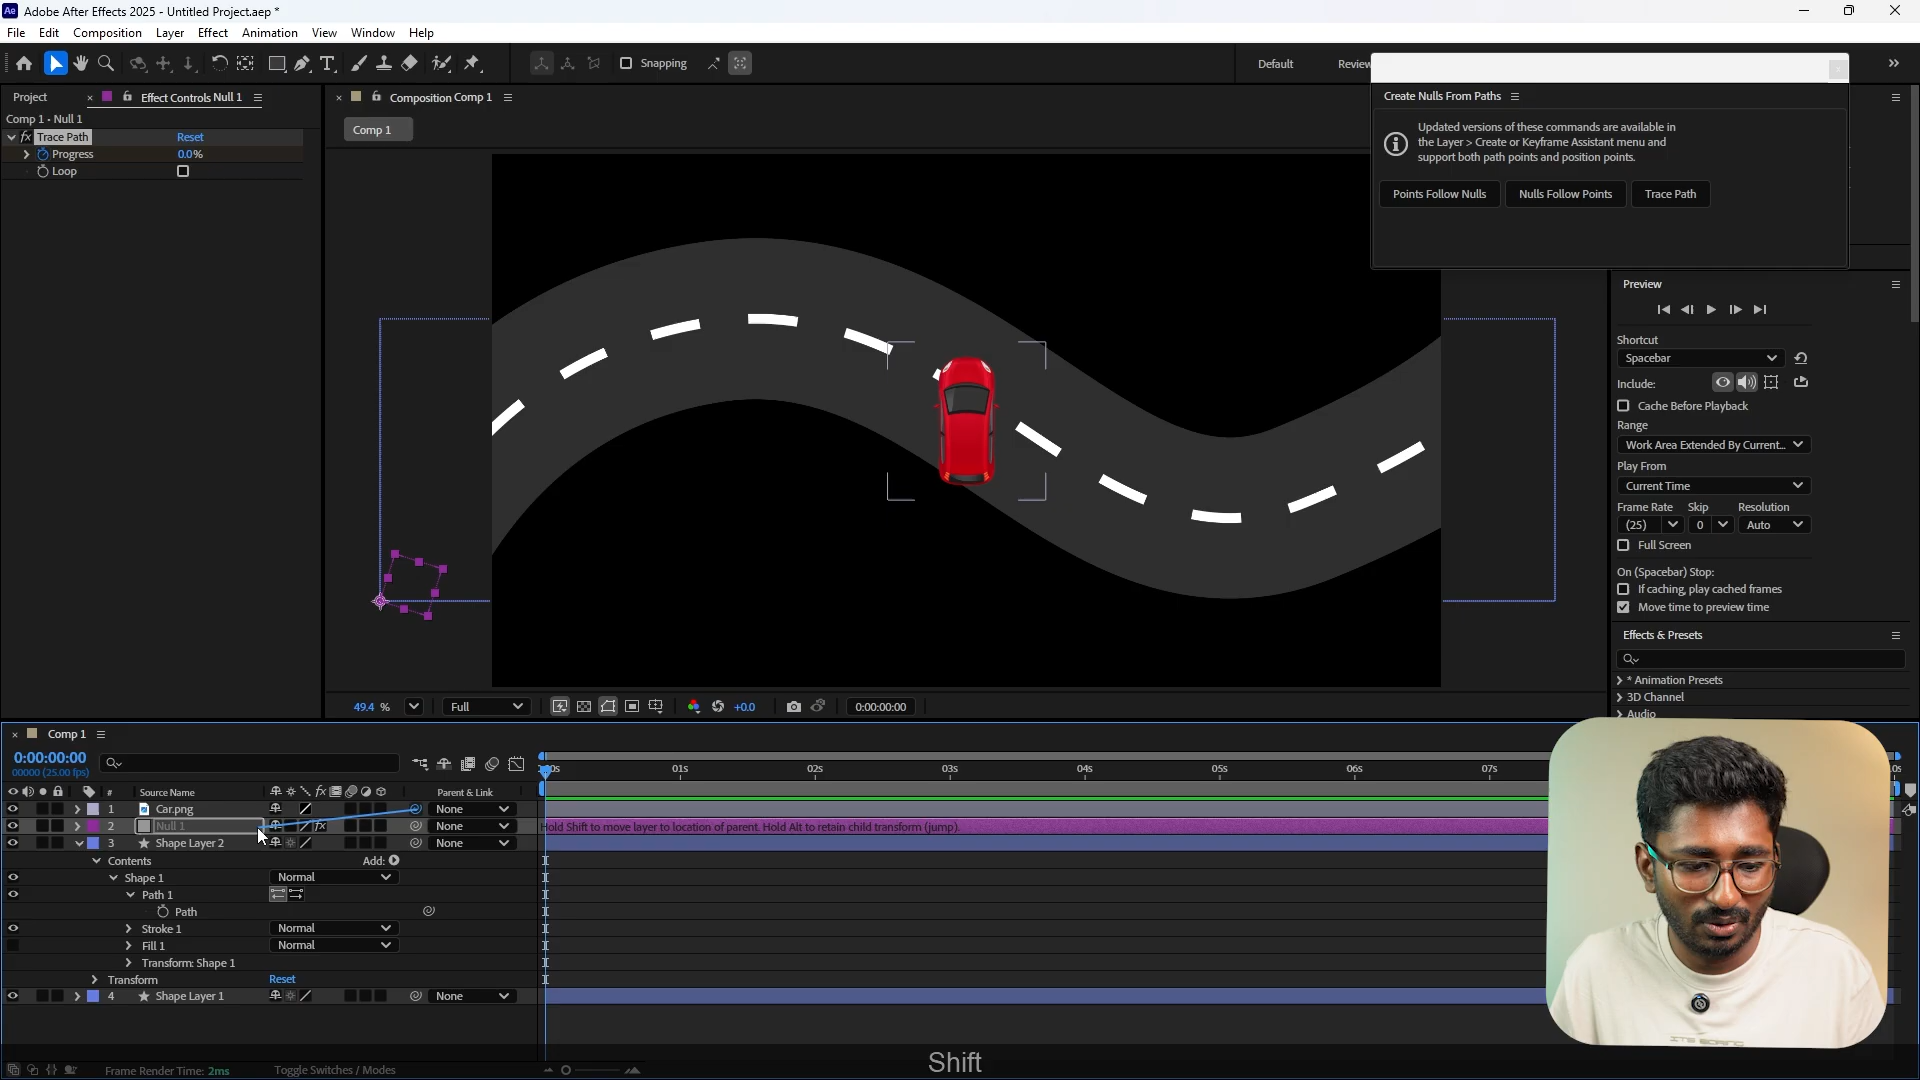 Ae Adobe After Effects 2025 - Untitled Project.aep *
File Edit Composition Layer Effect Animation View Window Help
Snapping
Default
Review
Project
Effect Controls Null 1
Comp 1 • Null 1
fx Trace Path Reset
Progress 0.0%
Loop
Composition Comp 1
Comp 1
Create Nulls From Paths
Updated versions of these commands are available in
the Layer > Create or Keyframe Assistant menu and
support both path points and position points.
Points Follow Nulls Nulls Follow Points Trace Path
Preview
Shortcut
Spacebar
Include:
Cache Before Playback
Range
Work Area Extended By Current...
Play From
Current Time
Frame Rate Skip Resolution
(25) 0 Auto
Full Screen
On (Spacebar) Stop:
If caching, play cached frames
Move time to preview time
Effects & Presets
* Animation Presets
3D Channel
Audio
49.4 % Full +0.0 0:00:00:00
Comp 1
0:00:00:00
00000 (25.00 fps)
00s 01s 02s 03s 04s 05s 06s 07s
# Source Name fx Parent & Link
1 Car.png None
2 Null 1 fx None
Hold Shift to move layer to location of parent. Hold Alt to retain child transform (jump).
3 Shape Layer 2 None
Contents Add:
Shape 1 Normal
Path 1
Path
Stroke 1 Normal
Fill 1 Normal
Transform: Shape 1
Transform Reset
4 Shape Layer 1 None
Frame Render Time: 2ms Toggle Switches / Modes
Shift